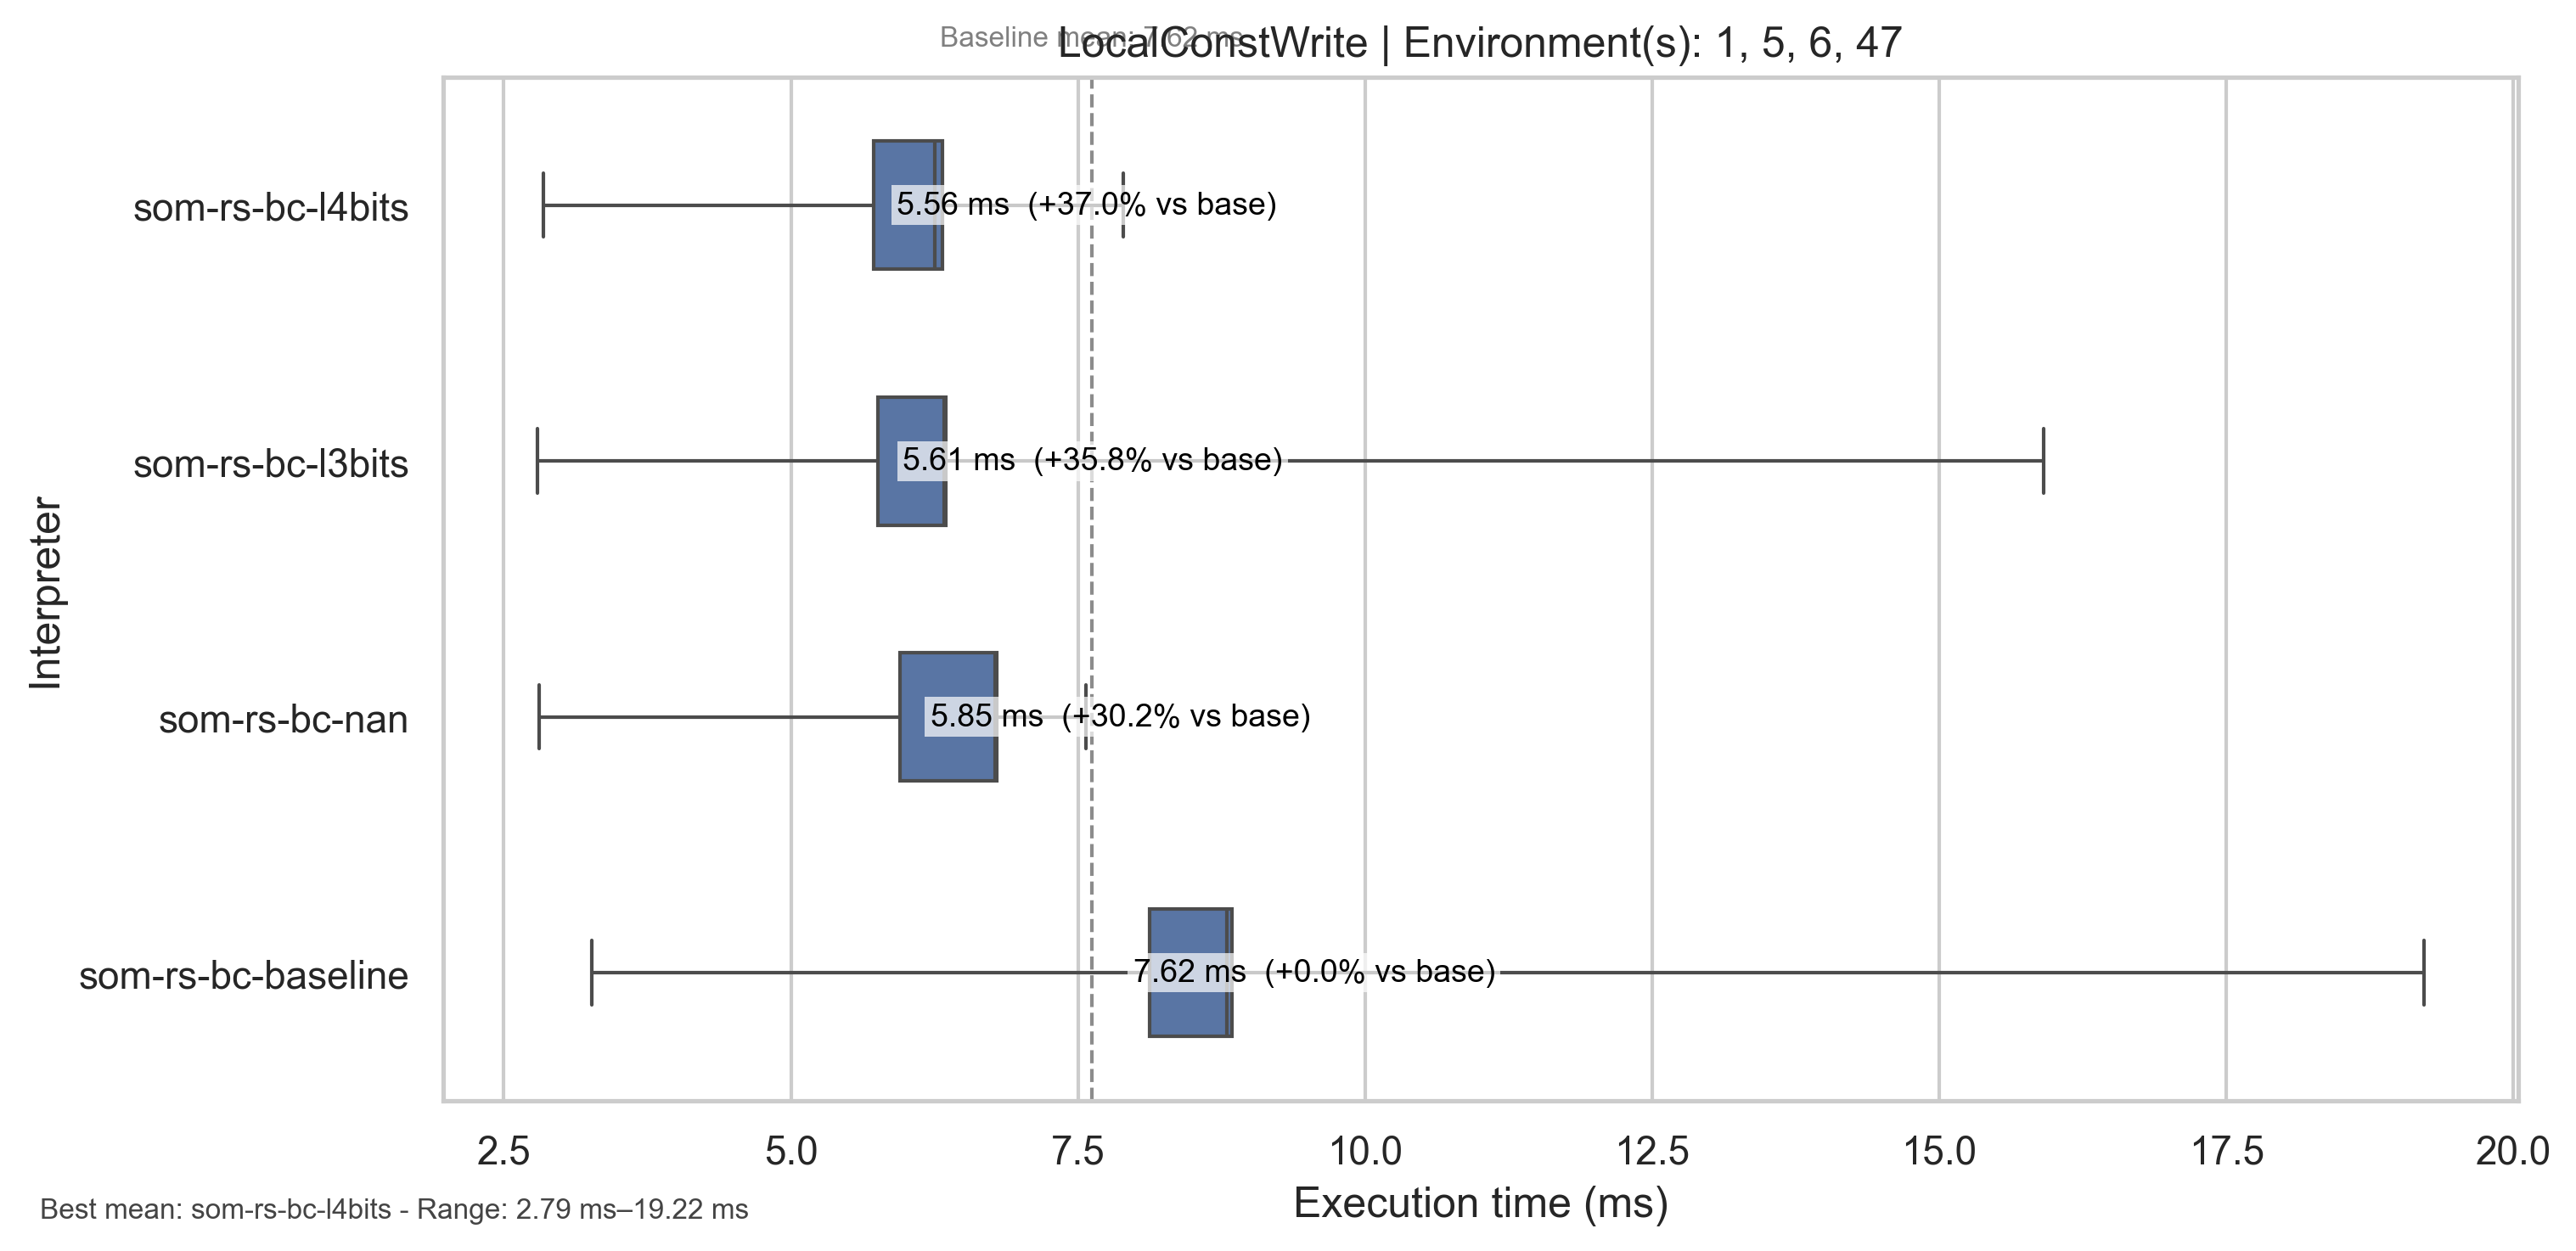 Baseline mean: 7.62 ms
LocalConstWrite | Environment(s): 1, 5, 6, 47
Interpreter
som-rs-bc-l4bits
5.56 ms (+37.0% vs base)
som-rs-bc-l3bits
5.61 ms (+35.8% vs base)
som-rs-bc-nan
5.85 ms (+30.2% vs base)
som-rs-bc-baseline
7.62 ms (+0.0% vs base)
2.5 5.0 7.5 10.0 12.5 15.0 17.5 20.0
Execution time (ms)
Best mean: som-rs-bc-l4bits - Range: 2.79 ms–19.22 ms